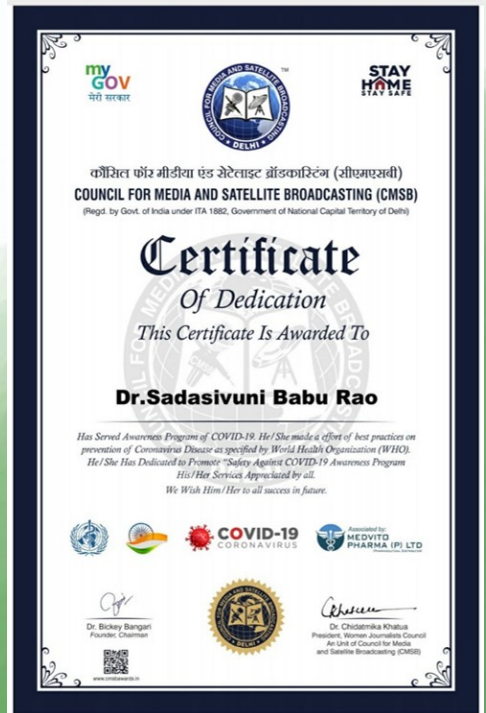 my
GOV
मेरी सरकार
COUNCIL FOR MEDIA AND SATELLITE BROADCASTING
TM
DELHI
STAY
HOME
STAY SAFE
कौंसिल फॉर मीडीया एंड सेटेलाइट ब्रॉडकास्टिंग (सीएमएसबी)
COUNCIL FOR MEDIA AND SATELLITE BROADCASTING (CMSB)
(Regd. by Govt. of India under ITA 1882, Government of National Capital Territory of Delhi)
Certificate
Of Dedication
This Certificate Is Awarded To
Dr.Sadasivuni Babu Rao
Has Served Awareness Program of COVID-19. He/She made a effort of best practices on
prevention of Coronavirus Disease as specified by World Health Organization (WHO).
He/She Has Dedicated to Promote "Safety Against COVID-19 Awareness Program
His/Her Services Appreciated by all.
We Wish Him/Her to all success in future.
COVID-19
CORONAVIRUS
Associated by:
MEDVITO
PHARMA (P) LTD
Dr. Bickey Bangari
Founder, Chairman
www.cmsbawards.in
Dr. Chidatmika Khatua
President, Women Journalists Council
An Unit of Council for Media
and Satellite Broadcasting (CMSB)